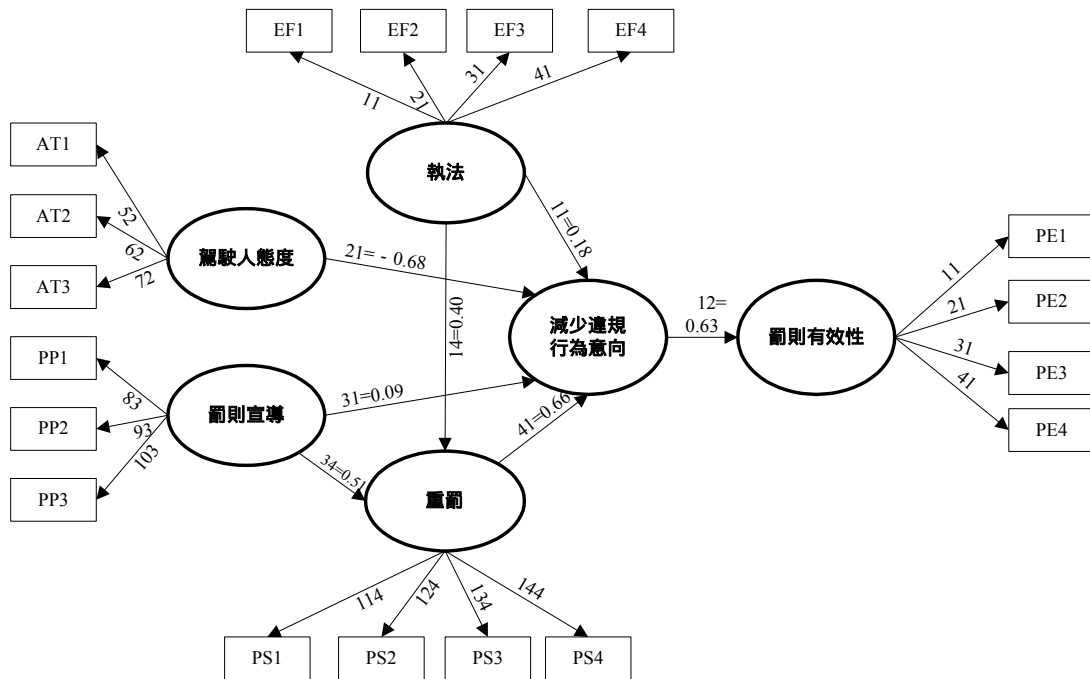 EF1
EF2
EF3
EF4
11
21
31
41
AT1
AT2
AT3
執法
52
62
72
駕駛人態度
21= - 0.68
11=0.18
14=0.40
減少違規
行為意向
12=
0.63
罰則有效性
11
21
31
41
PE1
PE2
PE3
PE4
PP1
PP2
PP3
83
93
103
罰則宣導
31=0.09
34=0.51
41=0.66
重罰
114
124
134
144
PS1
PS2
PS3
PS4